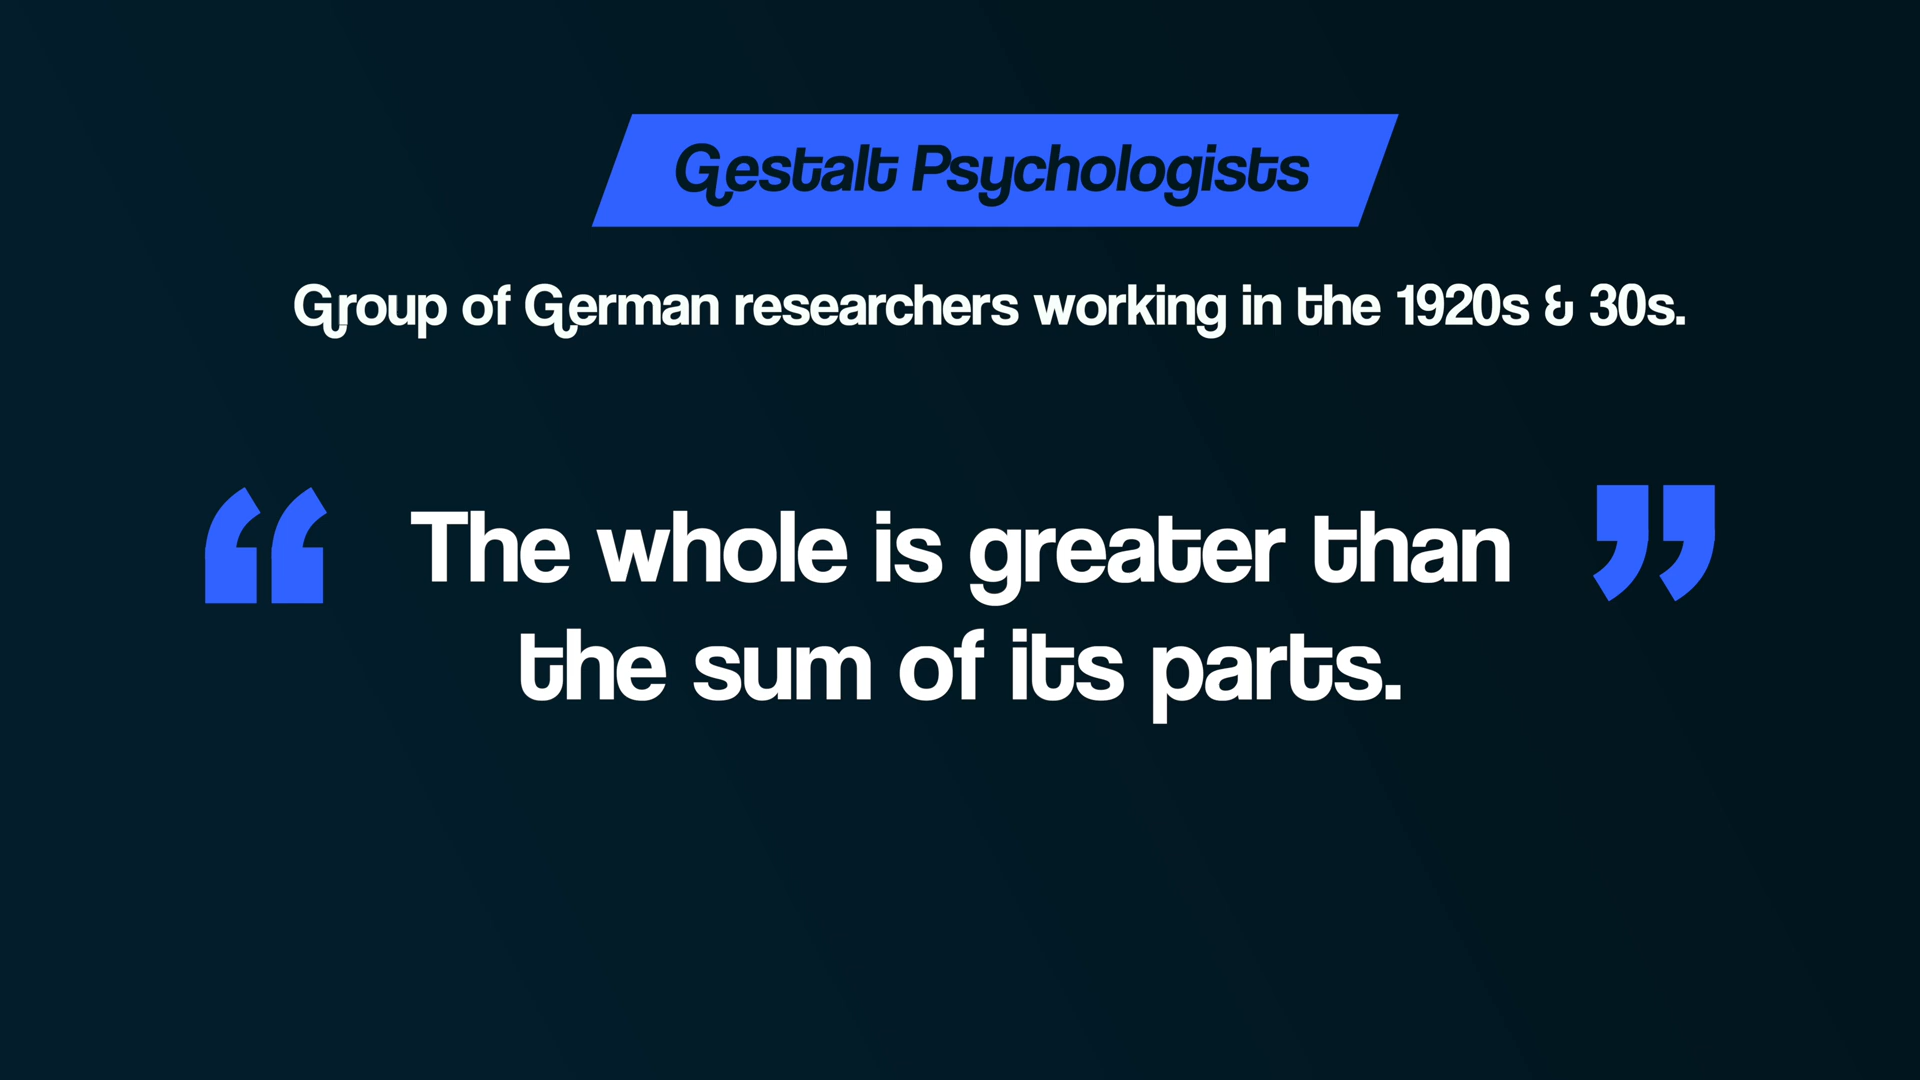 Gestalt Psychologists
Group of German researchers working in the 1920s & 30s.
“The whole is greater than”
the sum of its parts.